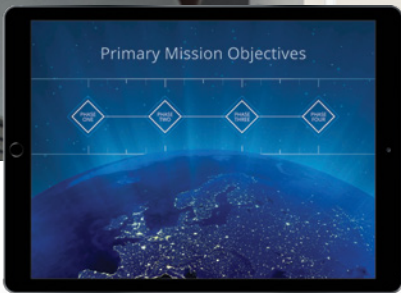 Primary Mission Objectives
PHASE
ONE
PHASE
TWO
PHASE
THREE
PHASE
FOUR